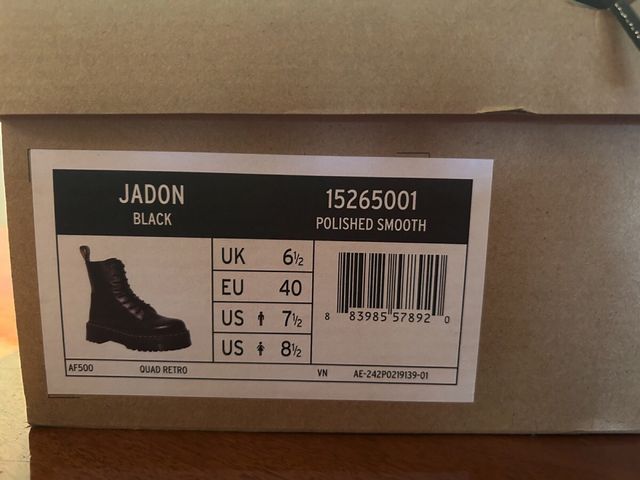 JADON
BLACK
15265001
POLISHED SMOOTH
UK 6½
EU 40
US 7½
US 8½
8 83985 57892 0
AF500 QUAD RETRO VN AE-242P0219139-01